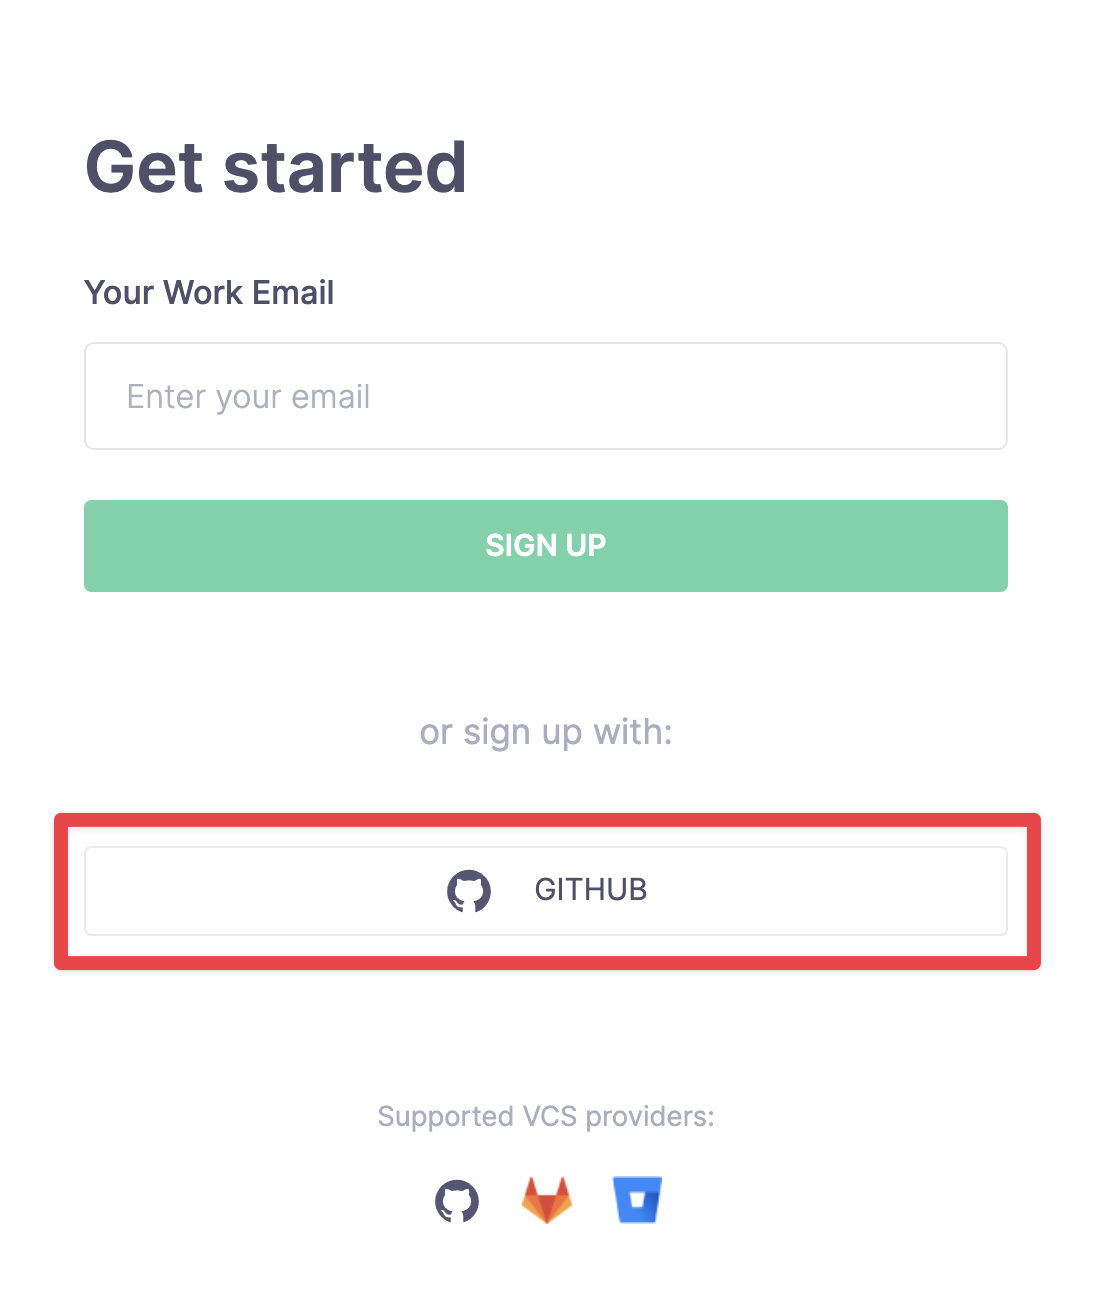 Get started
Your Work Email
Enter your email
SIGN UP
or sign up with:
GITHUB
Supported VCS providers: